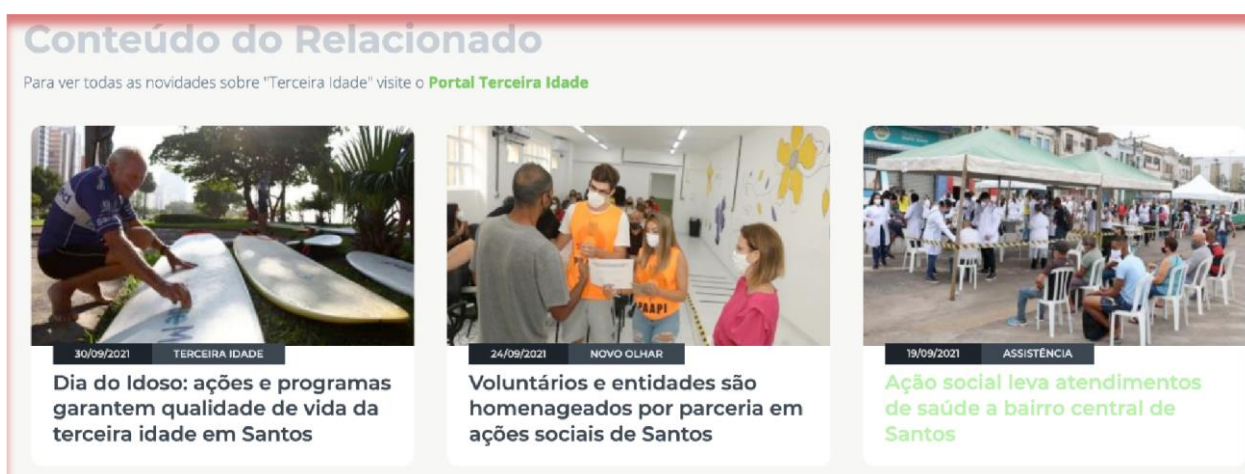 Conteúdo do Relacionado
Para ver todas as novidades sobre "Terceira Idade" visite o Portal Terceira Idade
30/09/2021 TERCEIRA IDADE
Dia do Idoso: ações e programas
garantem qualidade de vida da
terceira idade em Santos
PAAPI
24/09/2021 NOVO OLHAR
Voluntários e entidades são
homenageados por parceria em
ações sociais de Santos
19/09/2021 ASSISTÊNCIA
Ação social leva atendimentos
de saúde a bairro central de
Santos